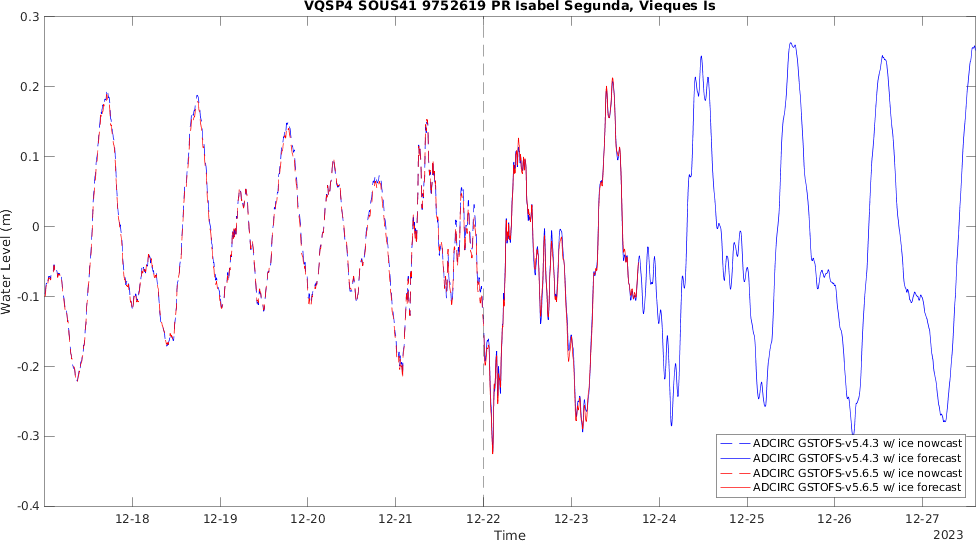 VQSP4 SOUS41 9752619 PR Isabel Segunda, Vieques Is
0.3
0.2
0.1
0
-0.1
-0.2
-0.3
-0.4
Water Level (m)
ADCIRC GSTOFS-v5.4.3 w/ ice nowcast
ADCIRC GSTOFS-v5.4.3 w/ ice forecast
ADCIRC GSTOFS-v5.6.5 w/ ice nowcast
ADCIRC GSTOFS-v5.6.5 w/ ice forecast
12-18 12-19 12-20 12-21 12-22 12-23 12-24 12-25 12-26 12-27
Time 2023